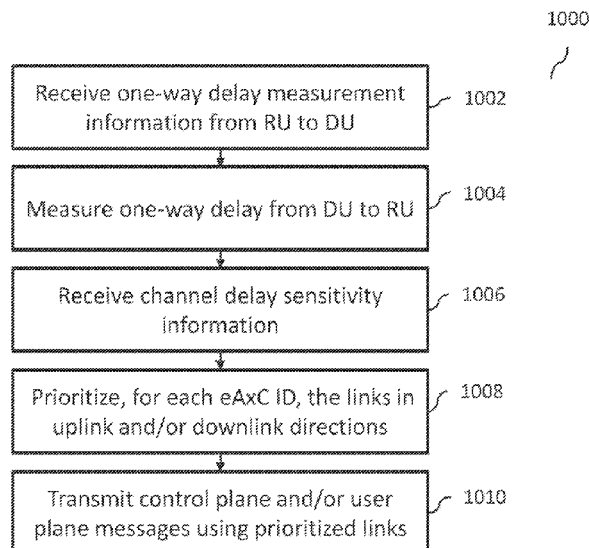 1000
Receive one-way delay measurement
information from RU to DU
1002
Measure one-way delay from DU to RU
1004
Receive channel delay sensitivity
information
1006
Prioritize, for each eAxC ID, the links in
uplink and/or downlink directions
1008
Transmit control plane and/or user
plane messages using prioritized links
1010